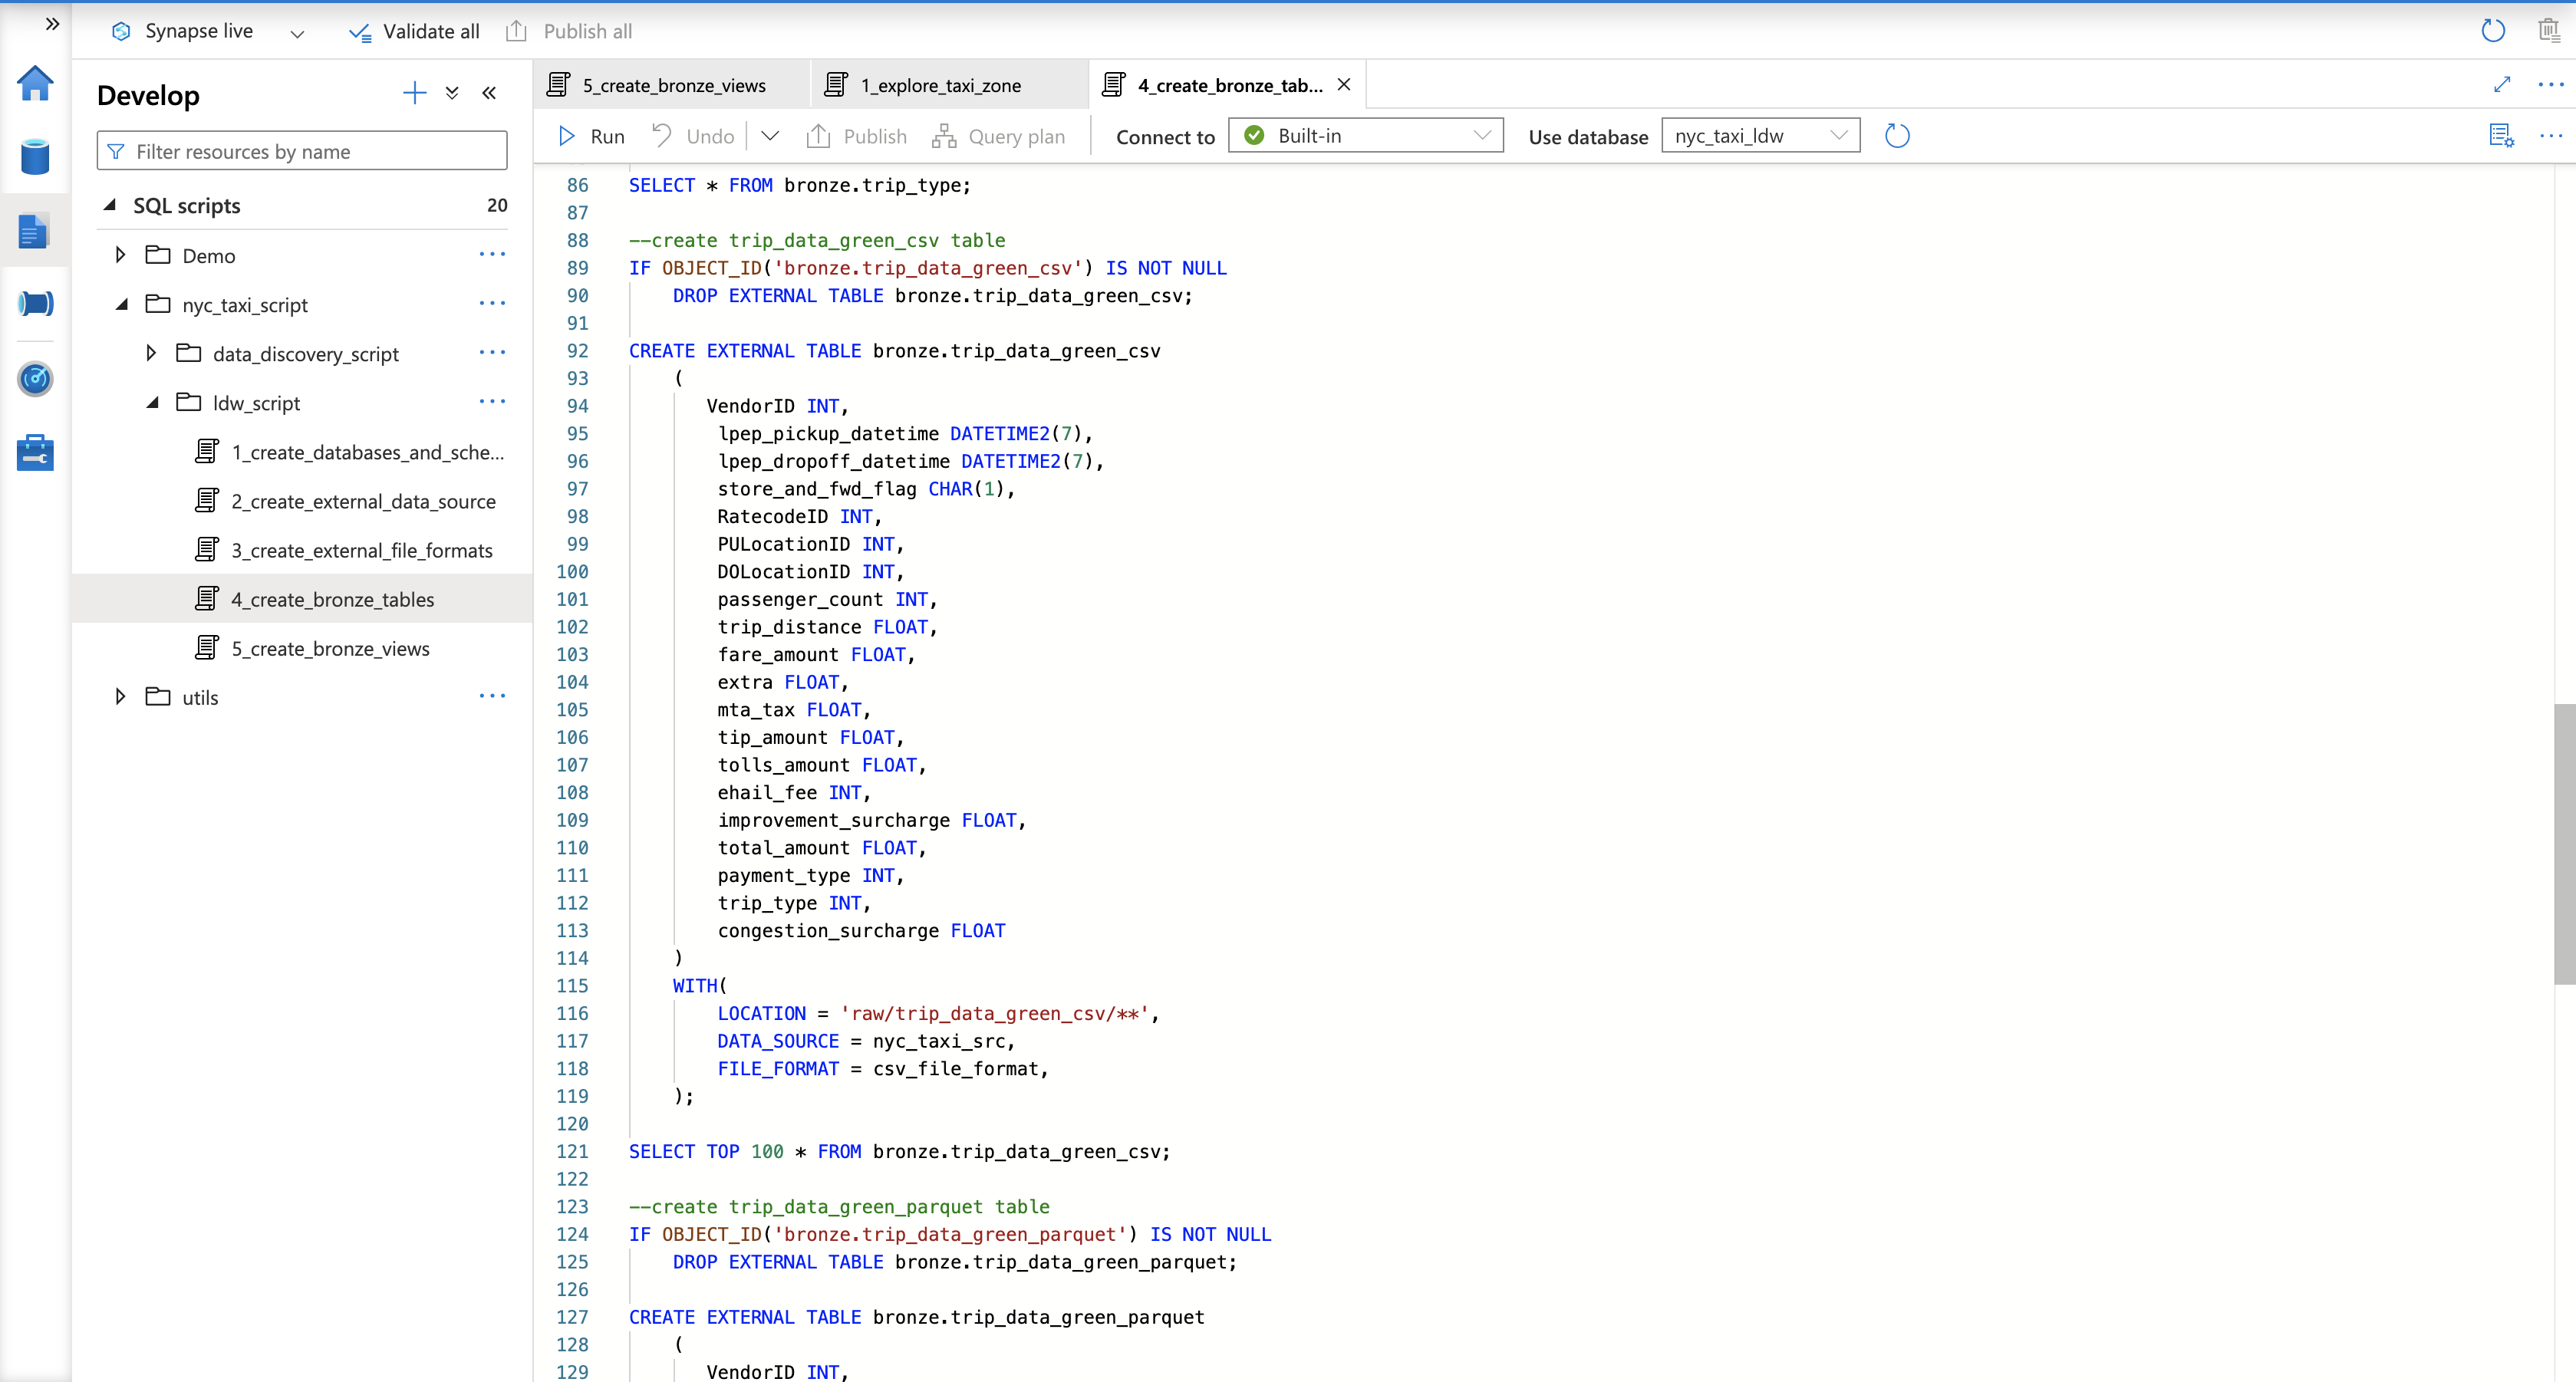 Synapse live
Validate all
Publish all
Develop
Filter resources by name
SQL scripts 20
Demo
nyc_taxi_script
data_discovery_script
ldw_script
1_create_databases_and_sche...
2_create_external_data_source
3_create_external_file_formats
4_create_bronze_tables
5_create_bronze_views
utils
5_create_bronze_views
1_explore_taxi_zone
4_create_bronze_tab...
Run Undo Publish Query plan Connect to Built-in Use database nyc_taxi_ldw
86 SELECT * FROM bronze.trip_type;
87
88 --create trip_data_green_csv table
89 IF OBJECT_ID('bronze.trip_data_green_csv') IS NOT NULL
90 DROP EXTERNAL TABLE bronze.trip_data_green_csv;
91
92 CREATE EXTERNAL TABLE bronze.trip_data_green_csv
93 (
94 VendorID INT,
95 lpep_pickup_datetime DATETIME2(7),
96 lpep_dropoff_datetime DATETIME2(7),
97 store_and_fwd_flag CHAR(1),
98 RatecodeID INT,
99 PULocationID INT,
100 DOLocationID INT,
101 passenger_count INT,
102 trip_distance FLOAT,
103 fare_amount FLOAT,
104 extra FLOAT,
105 mta_tax FLOAT,
106 tip_amount FLOAT,
107 tolls_amount FLOAT,
108 ehail_fee INT,
109 improvement_surcharge FLOAT,
110 total_amount FLOAT,
111 payment_type INT,
112 trip_type INT,
113 congestion_surcharge FLOAT
114 )
115 WITH(
116 LOCATION = 'raw/trip_data_green_csv/**',
117 DATA_SOURCE = nyc_taxi_src,
118 FILE_FORMAT = csv_file_format,
119 );
120
121 SELECT TOP 100 * FROM bronze.trip_data_green_csv;
122
123 --create trip_data_green_parquet table
124 IF OBJECT_ID('bronze.trip_data_green_parquet') IS NOT NULL
125 DROP EXTERNAL TABLE bronze.trip_data_green_parquet;
126
127 CREATE EXTERNAL TABLE bronze.trip_data_green_parquet
128 (
129 VendorID INT,